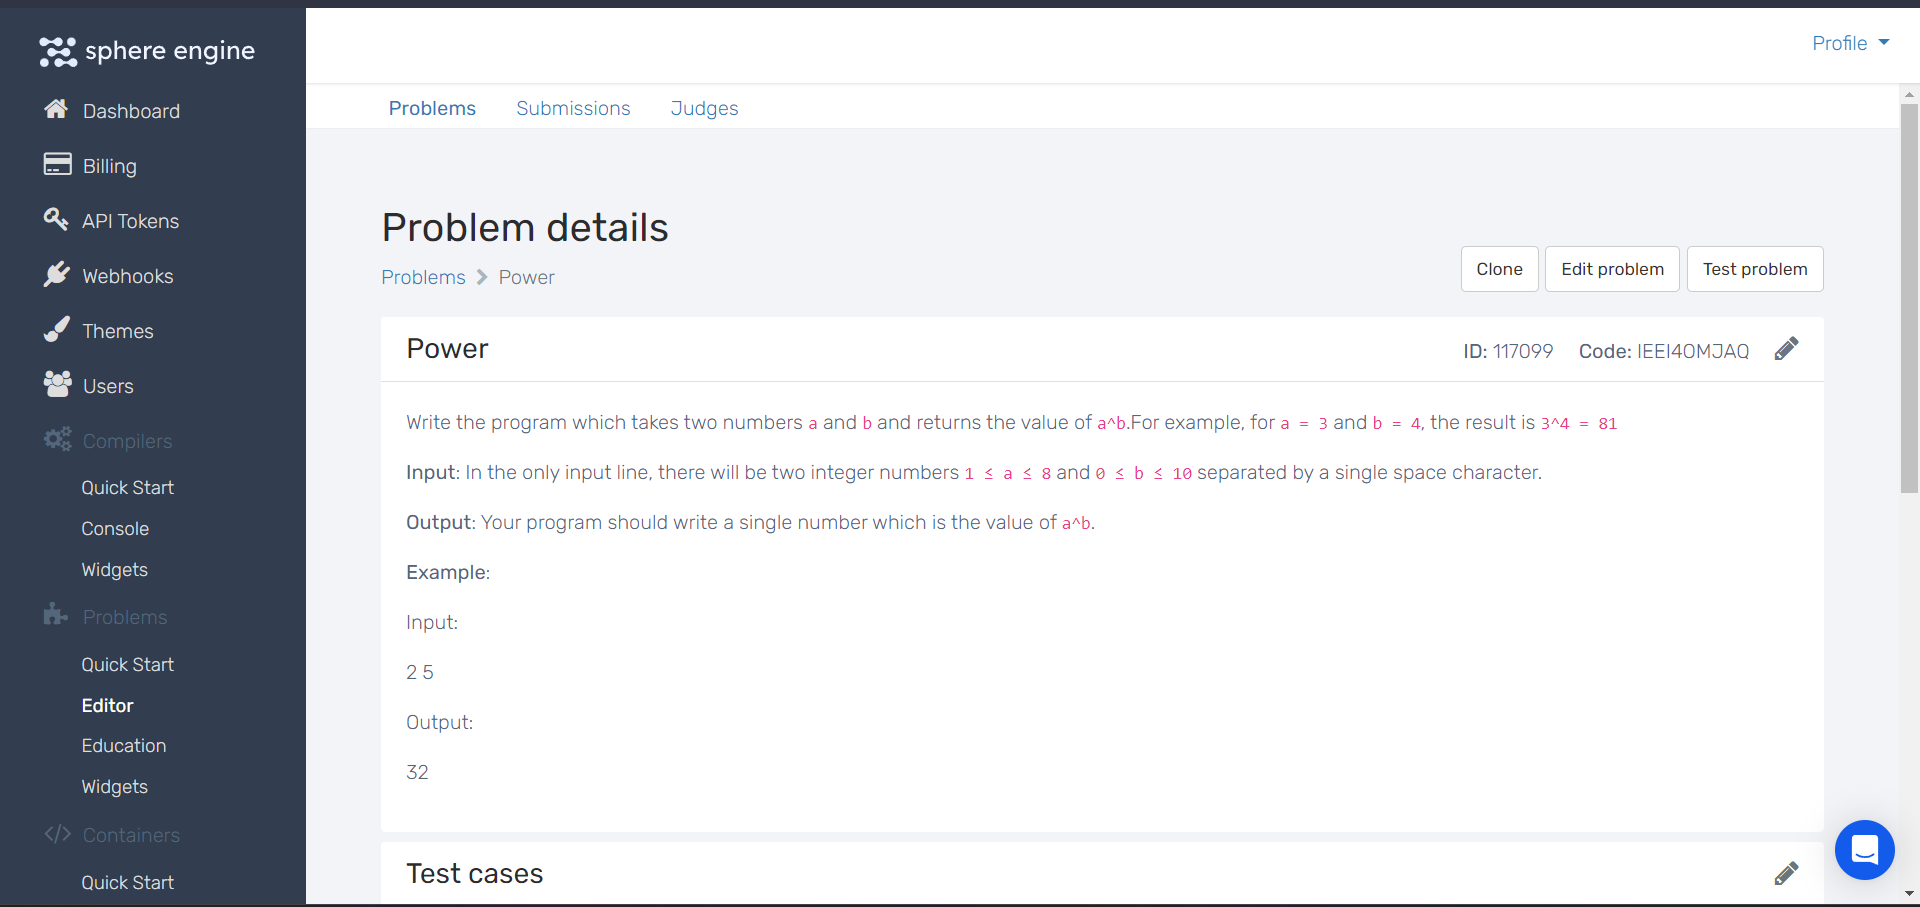 sphere engine
Dashboard
Billing
API Tokens
Webhooks
Themes
Users
Compilers
Quick Start
Console
Widgets
Problems
Quick Start
Editor
Education
Widgets
Containers
Quick Start
Profile
Problems Submissions Judges
Problem details
Problems Power
Clone Edit problem Test problem
Power ID: 117099 Code: IEEI4OMJAQ
Write the program which takes two numbers a and b and returns the value of a^b.For example, for a = 3 and b = 4, the result is 3^4 = 81
Input: In the only input line, there will be two integer numbers 1 ≤ a ≤ 8 and 0 ≤ b ≤ 10 separated by a single space character.
Output: Your program should write a single number which is the value of a^b.
Example:
Input:
2 5
Output:
32
Test cases